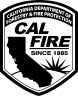 CALIFORNIA DEPARTMENT OF
FORESTRY & FIRE PROTECTION
CAL
FIRE
SINCE 1885